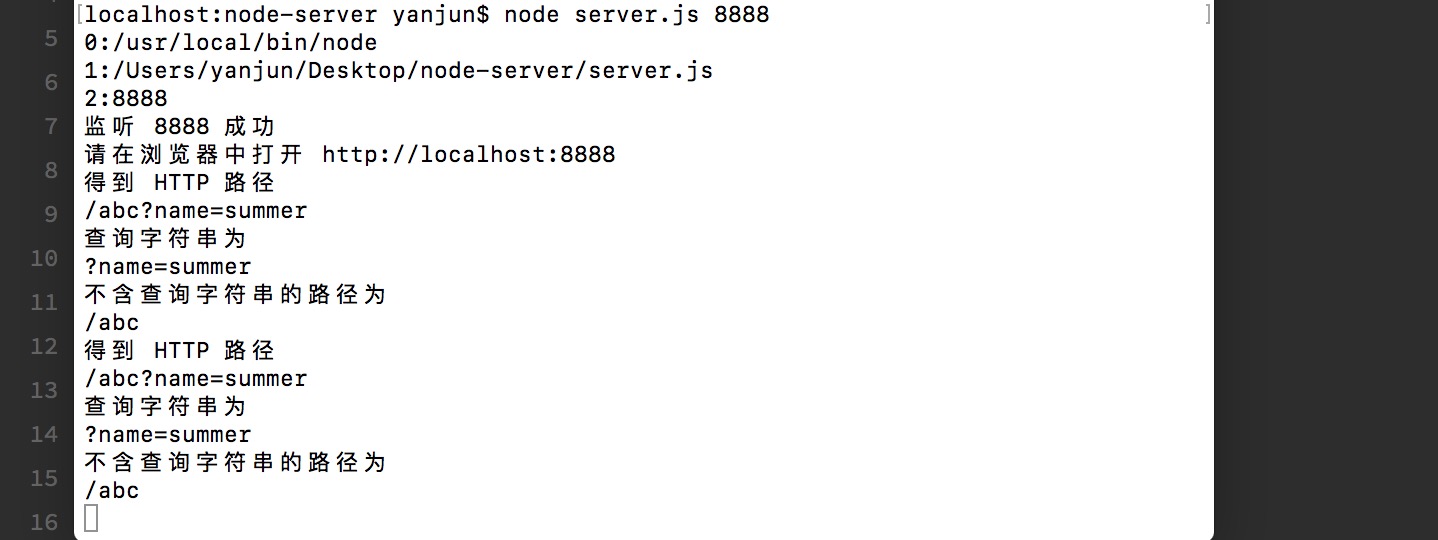 [localhost:node-server yanjun$ node server.js 8888 ]
0:/usr/local/bin/node
1:/Users/yanjun/Desktop/node-server/server.js
2:8888
监听 8888 成功
请在浏览器中打开 http://localhost:8888
得到 HTTP 路径
/abc?name=summer
查询字符串为
?name=summer
不含查询字符串的路径为
/abc
得到 HTTP 路径
/abc?name=summer
查询字符串为
?name=summer
不含查询字符串的路径为
/abc
5
6
7
8
9
10
11
12
13
14
15
16